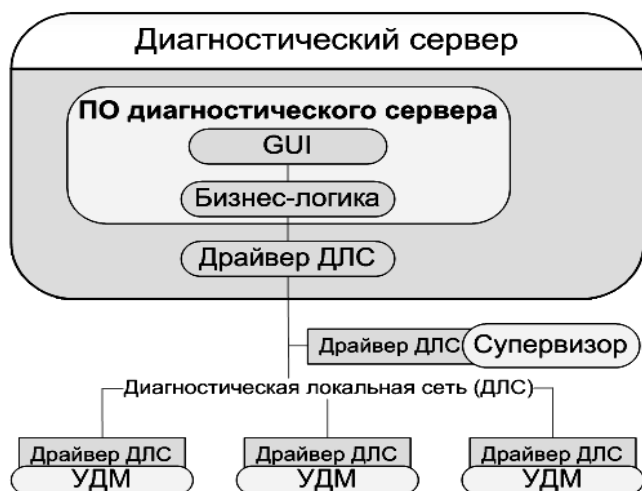 Диагностический сервер
ПО диагностического сервера
GUI
Бизнес-логика
Драйвер ДЛС
Драйвер ДЛС
Супервизор
Диагностическая локальная сеть (ДЛС)
Драйвер ДЛС
УДМ
Драйвер ДЛС
УДМ
Драйвер ДЛС
УДМ